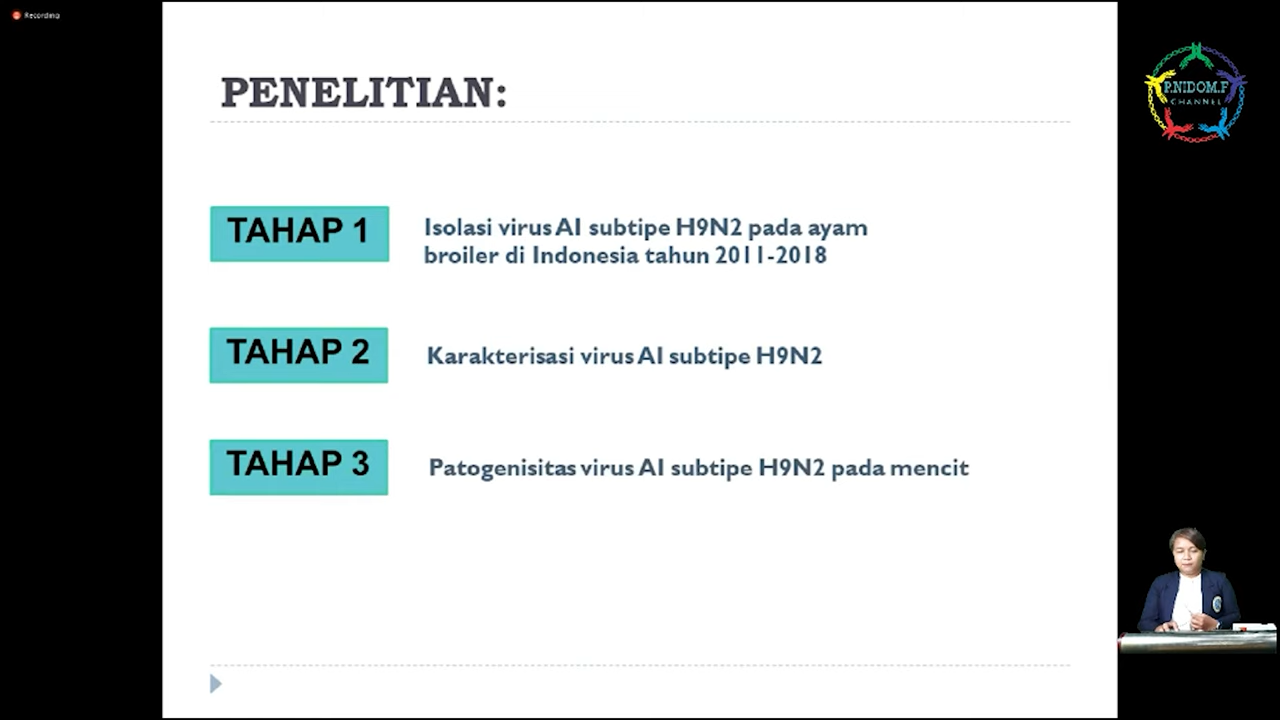 Recording
PENELITIAN:
P.NIDOM.F
CHANNEL
TAHAP 1
Isolasi virus AI subtipe H9N2 pada ayam
broiler di Indonesia tahun 2011-2018
TAHAP 2
Karakterisasi virus AI subtipe H9N2
TAHAP 3
Patogenisitas virus AI subtipe H9N2 pada mencit